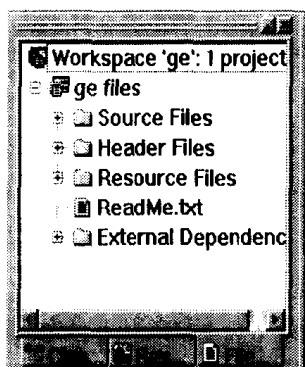 Workspace 'ge': 1 project
ge files
Source Files
Header Files
Resource Files
ReadMe.txt
External Dependenc